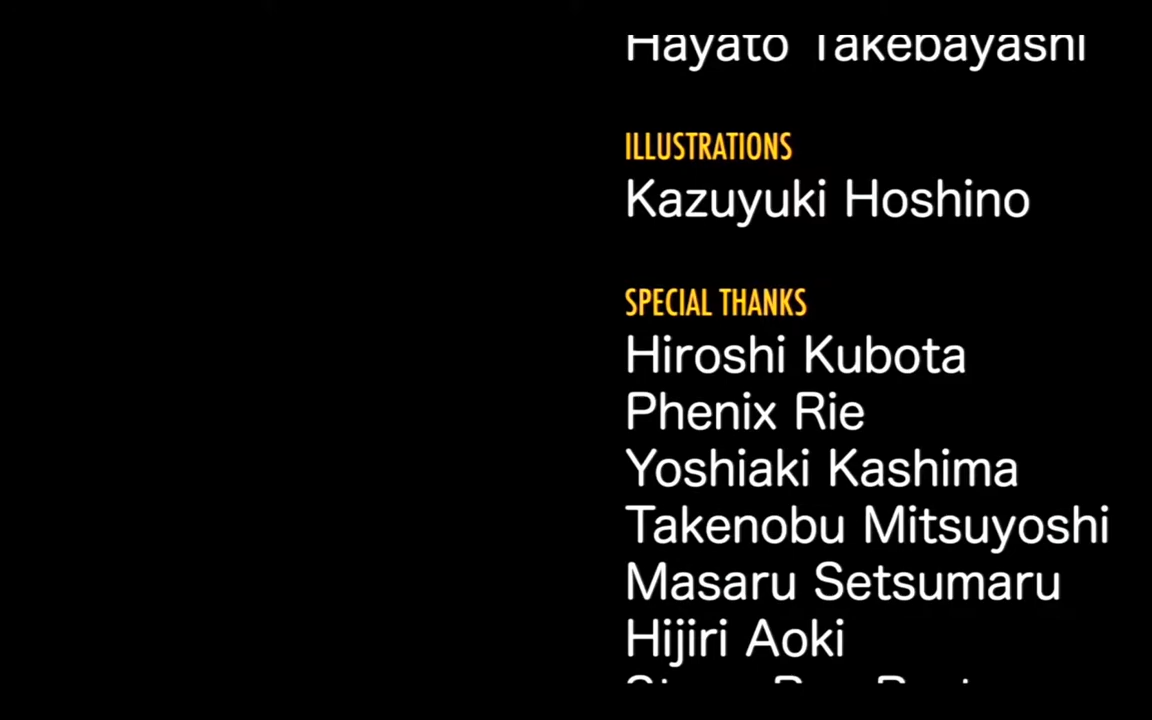 Hayato Takebayashi
ILLUSTRATIONS
Kazuyuki Hoshino
SPECIAL THANKS
Hiroshi Kubota
Phenix Rie
Yoshiaki Kashima
Takenobu Mitsuyoshi
Masaru Setsumaru
Hijiri Aoki